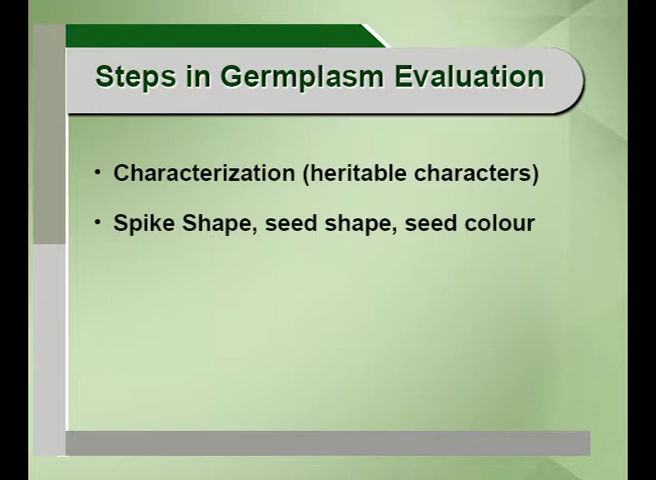 Steps in Germplasm Evaluation
• Characterization (heritable characters)
• Spike Shape, seed shape, seed colour